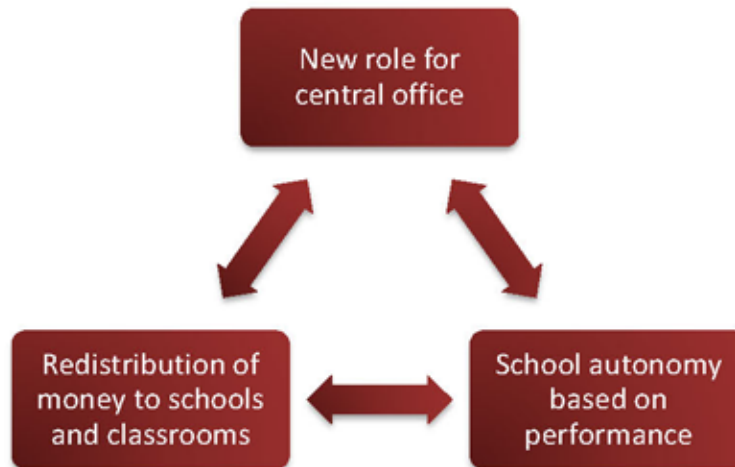 New role for
central office
Redistribution of
money to schools
and classrooms
School autonomy
based on
performance